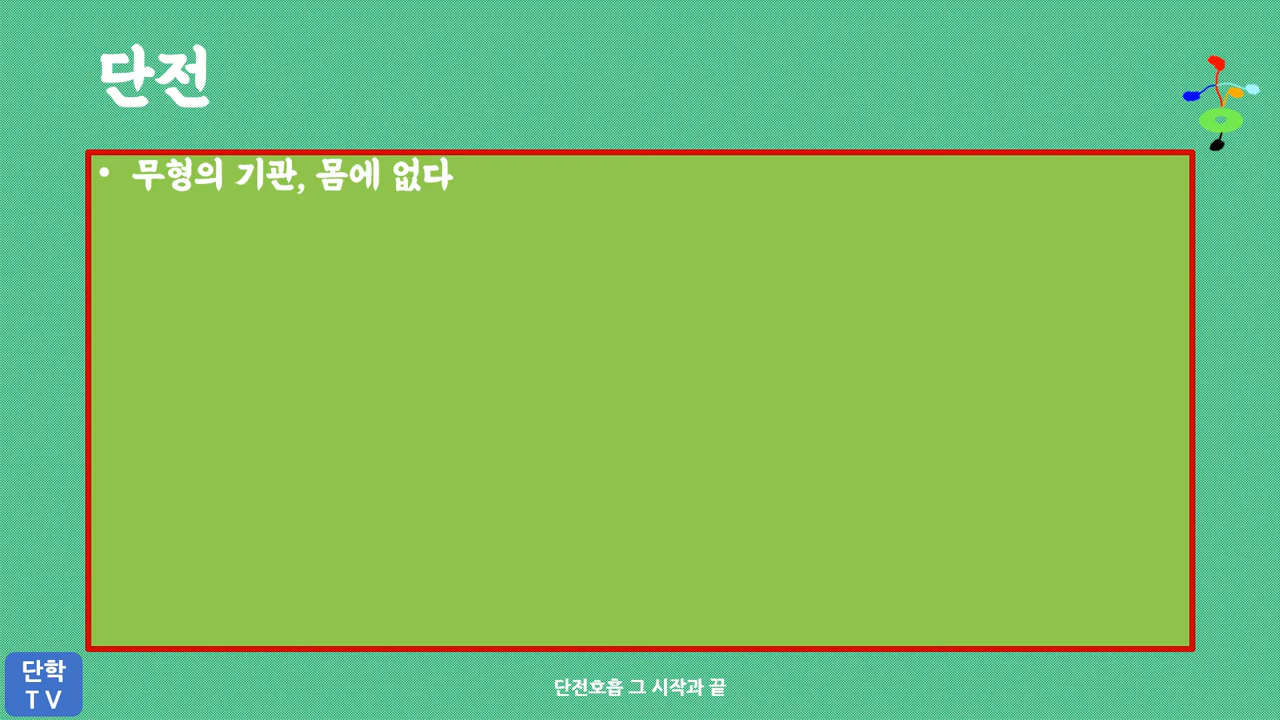 단전
• 무형의 기관, 몸에 없다
단학
T V
단전호흡 그 시작과 끝